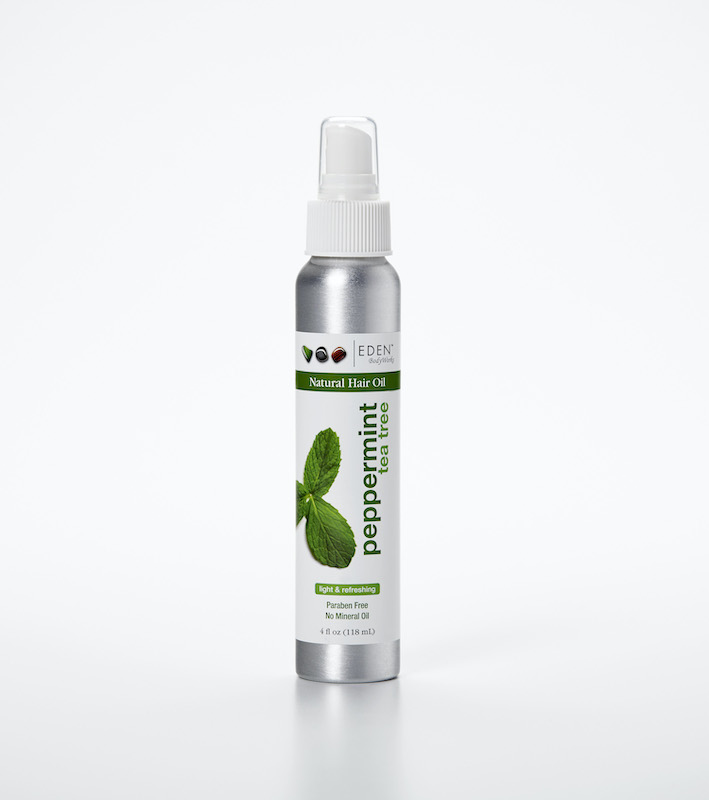 EDEN™
BodyWorks
Natural Hair Oil
peppermint
tea tree
light & refreshing
Paraben Free
No Mineral Oil
4 fl oz (118 mL)